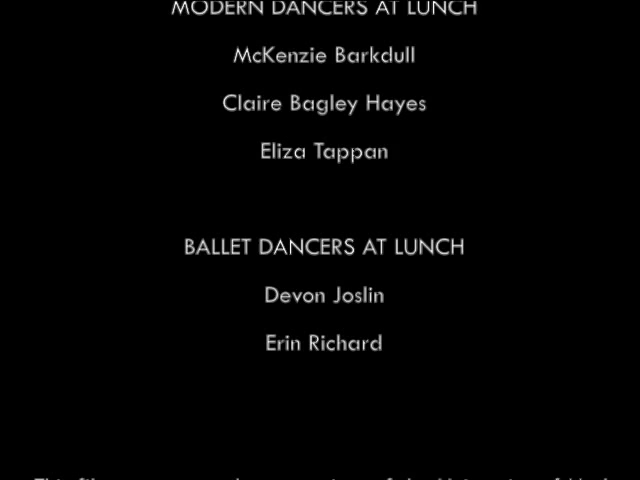 MODERN DANCERS AT LUNCH
McKenzie Barkdull
Claire Bagley Hayes
Eliza Tappan
BALLET DANCERS AT LUNCH
Devon Joslin
Erin Richard